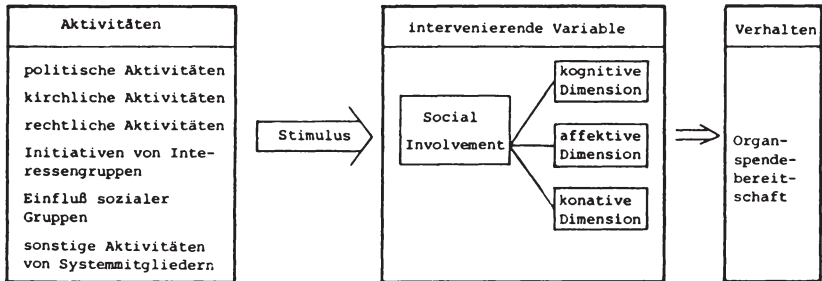 Aktivitäten
politische Aktivitäten
kirchliche Aktivitäten
rechtliche Aktivitäten
Initiativen von Inte-
ressengruppen
Einfluß sozialer
Gruppen
sonstige Aktivitäten
von Systemmitgliedern
Stimulus
intervenierende Variable
Social
Involvement
kognitive
Dimension
affektive
Dimension
konative
Dimension
Verhalten
Organ-
spende-
bereit-
schaft